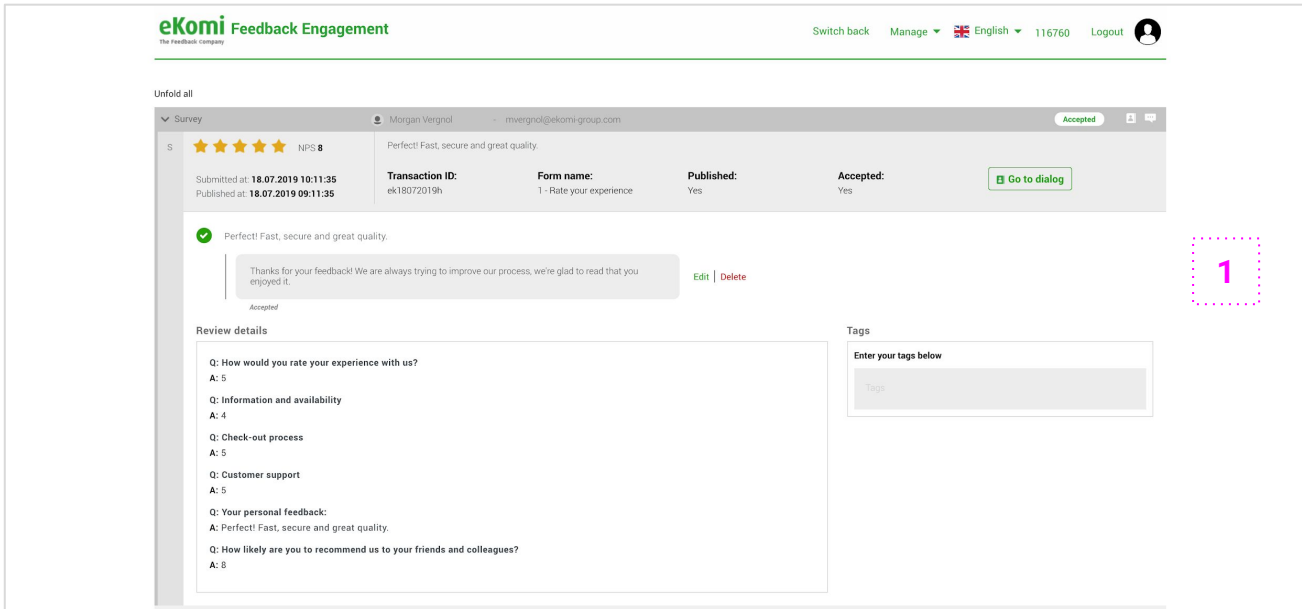 eKomi Feedback Engagement
The Feedback Company
Switch back Manage English 116760 Logout
Unfold all
Survey Morgan Vergnol - mvergnol@ekomi-group.com Accepted
S NPS 8 Perfect! Fast, secure and great quality.
Submitted at: 18.07.2019 10:11:35
Published at: 18.07.2019 09:11:35
Transaction ID: Form name: Published: Accepted:
ek18072019h 1 - Rate your experience Yes Yes
Go to dialog
Perfect! Fast, secure and great quality.
Thanks for your feedback! We are always trying to improve our process, we're glad to read that you
enjoyed it.
Edit | Delete
Accepted
1
Review details
Q: How would you rate your experience with us?
A: 5
Q: Information and availability
A: 4
Q: Check-out process
A: 5
Q: Customer support
A: 5
Q: Your personal feedback:
A: Perfect! Fast, secure and great quality.
Q: How likely are you to recommend us to your friends and colleagues?
A: 8
Tags
Enter your tags below
Tags